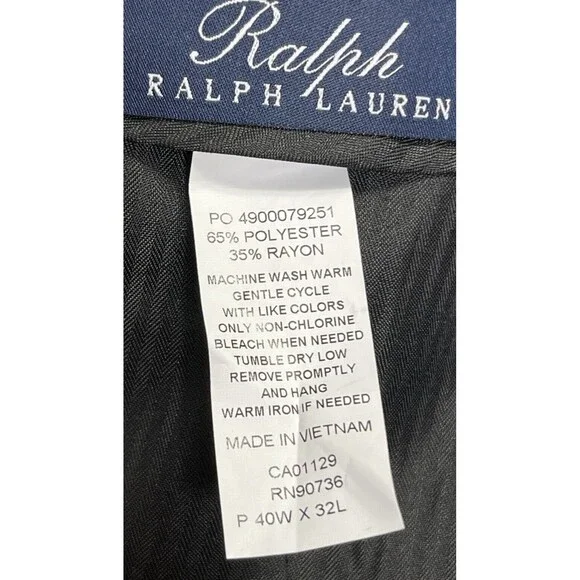 Ralph
RALPH LAUREN
PO 4900079251
65% POLYESTER
35% RAYON
MACHINE WASH WARM
GENTLE CYCLE
WITH LIKE COLORS
ONLY NON-CHLORINE
BLEACH WHEN NEEDED
TUMBLE DRY LOW
REMOVE PROMPTLY
AND HANG
WARM IRON IF NEEDED
MADE IN VIETNAM
CA01129
RN90736
P 40W X 32L